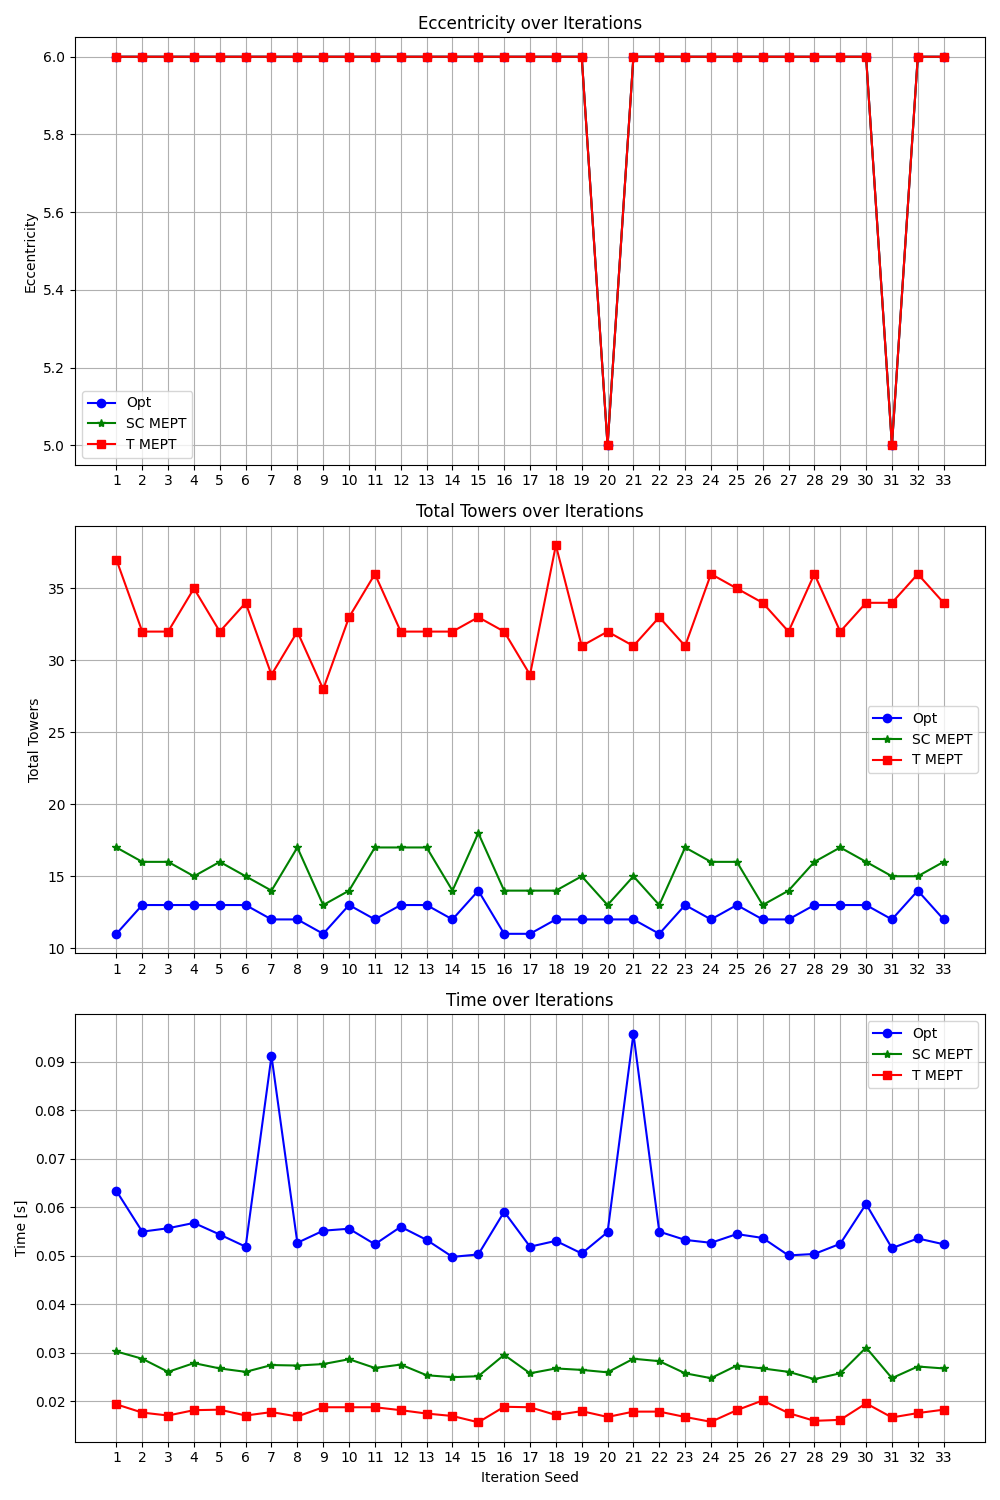 Eccentricity over Iterations
Eccentricity
6.0
5.8
5.6
5.4
5.2
5.0
Opt
SC MEPT
T MEPT
1 2 3 4 5 6 7 8 9 10 11 12 13 14 15 16 17 18 19 20 21 22 23 24 25 26 27 28 29 30 31 32 33
Total Towers over Iterations
Total Towers
35
30
25
20
15
10
Opt
SC MEPT
T MEPT
1 2 3 4 5 6 7 8 9 10 11 12 13 14 15 16 17 18 19 20 21 22 23 24 25 26 27 28 29 30 31 32 33
Time over Iterations
Time [s]
0.09
0.08
0.07
0.06
0.05
0.04
0.03
0.02
Opt
SC MEPT
T MEPT
1 2 3 4 5 6 7 8 9 10 11 12 13 14 15 16 17 18 19 20 21 22 23 24 25 26 27 28 29 30 31 32 33
Iteration Seed